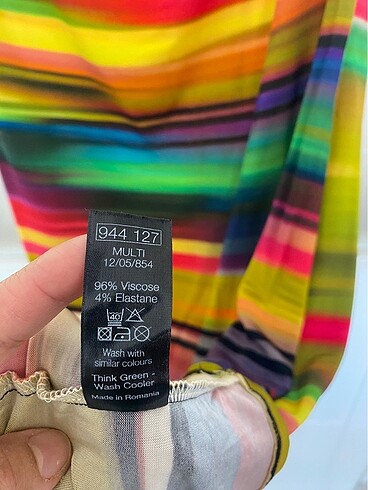 944 127
MULTI
12/05/854
96% Viscose
4% Elastane
40
Wash with
similar colours
Think Green -
Wash Cooler
Made in Romania